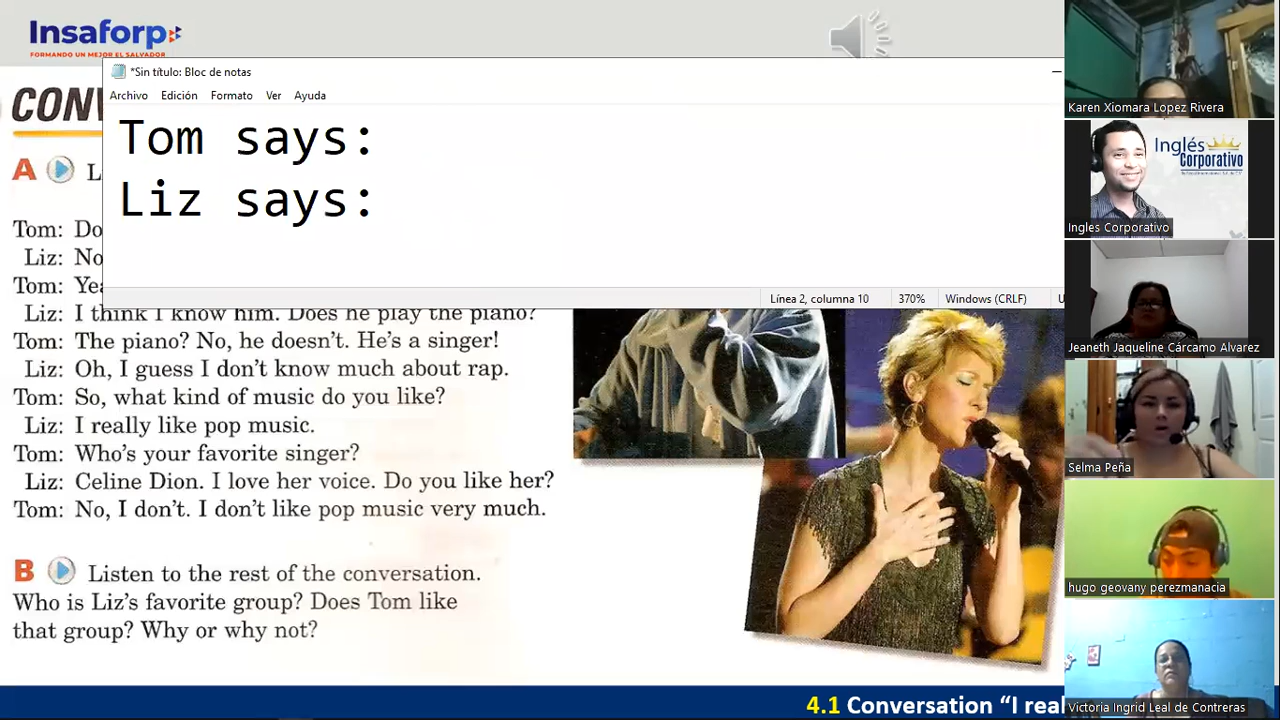 Insaforp
FORMANDO UN MEJOR EL SALVADOR
*Sin título: Bloc de notas
Archivo Edición Formato Ver Ayuda
Tom says:
Liz says:
Línea 2, columna 10 370% Windows (CRLF) U
CONV
A L
Tom: Do
Liz: No
Tom: Yea
Liz: I think I know him. Does he play the piano?
Tom: The piano? No, he doesn't. He's a singer!
Liz: Oh, I guess I don't know much about rap.
Tom: So, what kind of music do you like?
Liz: I really like pop music.
Tom: Who's your favorite singer?
Liz: Celine Dion. I love her voice. Do you like her?
Tom: No, I don't. I don't like pop music very much.
B Listen to the rest of the conversation.
Who is Liz's favorite group? Does Tom like
that group? Why or why not?
4.1 Conversation “I real
Karen Xiomara Lopez Rivera
Inglés
Corporativo
Ingles Corporativo
Jeaneth Jaqueline Cárcamo Alvarez
Selma Peña
hugo geovany perezmanacia
Victoria Ingrid Leal de Contreras